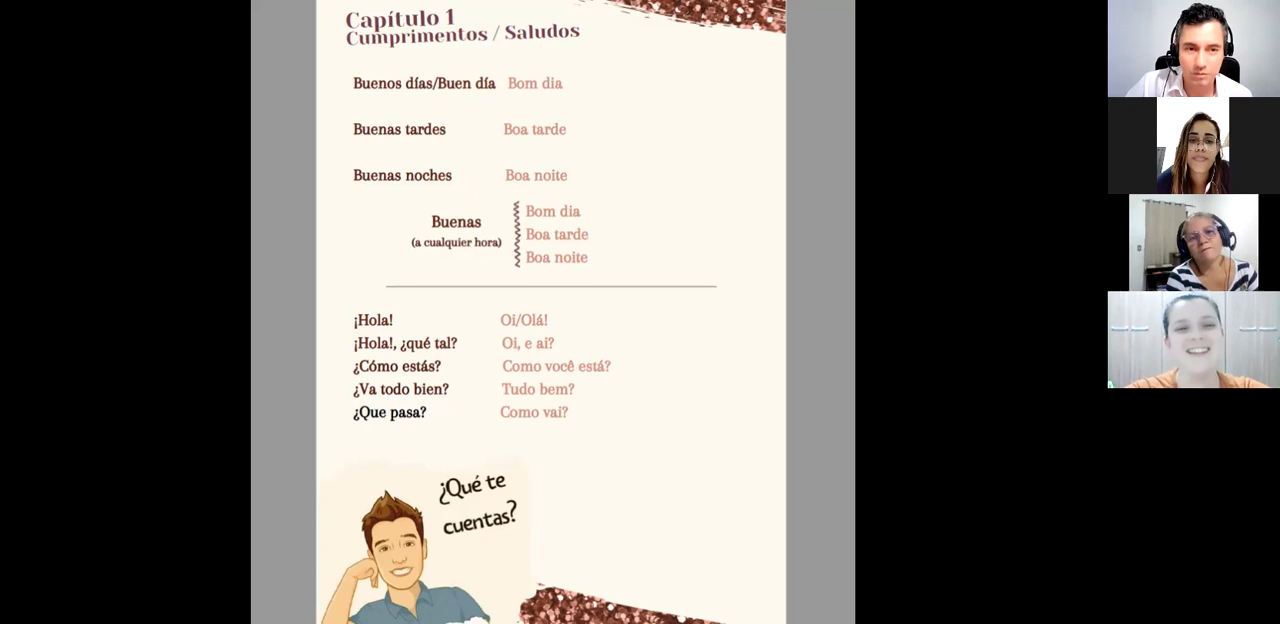 Capítulo 1
Cumprimentos / Saludos
Buenos días/Buen día Bom dia
Buenas tardes Boa tarde
Buenas noches Boa noite
Buenas
(a cualquier hora)
Bom dia
Boa tarde
Boa noite
¡Hola! Oi/Olá!
¡Hola!, ¿qué tal? Oi, e ai?
¿Cómo estás? Como você está?
¿Va todo bien? Tudo bem?
¿Que pasa? Como vai?
¿Qué te
cuentas?